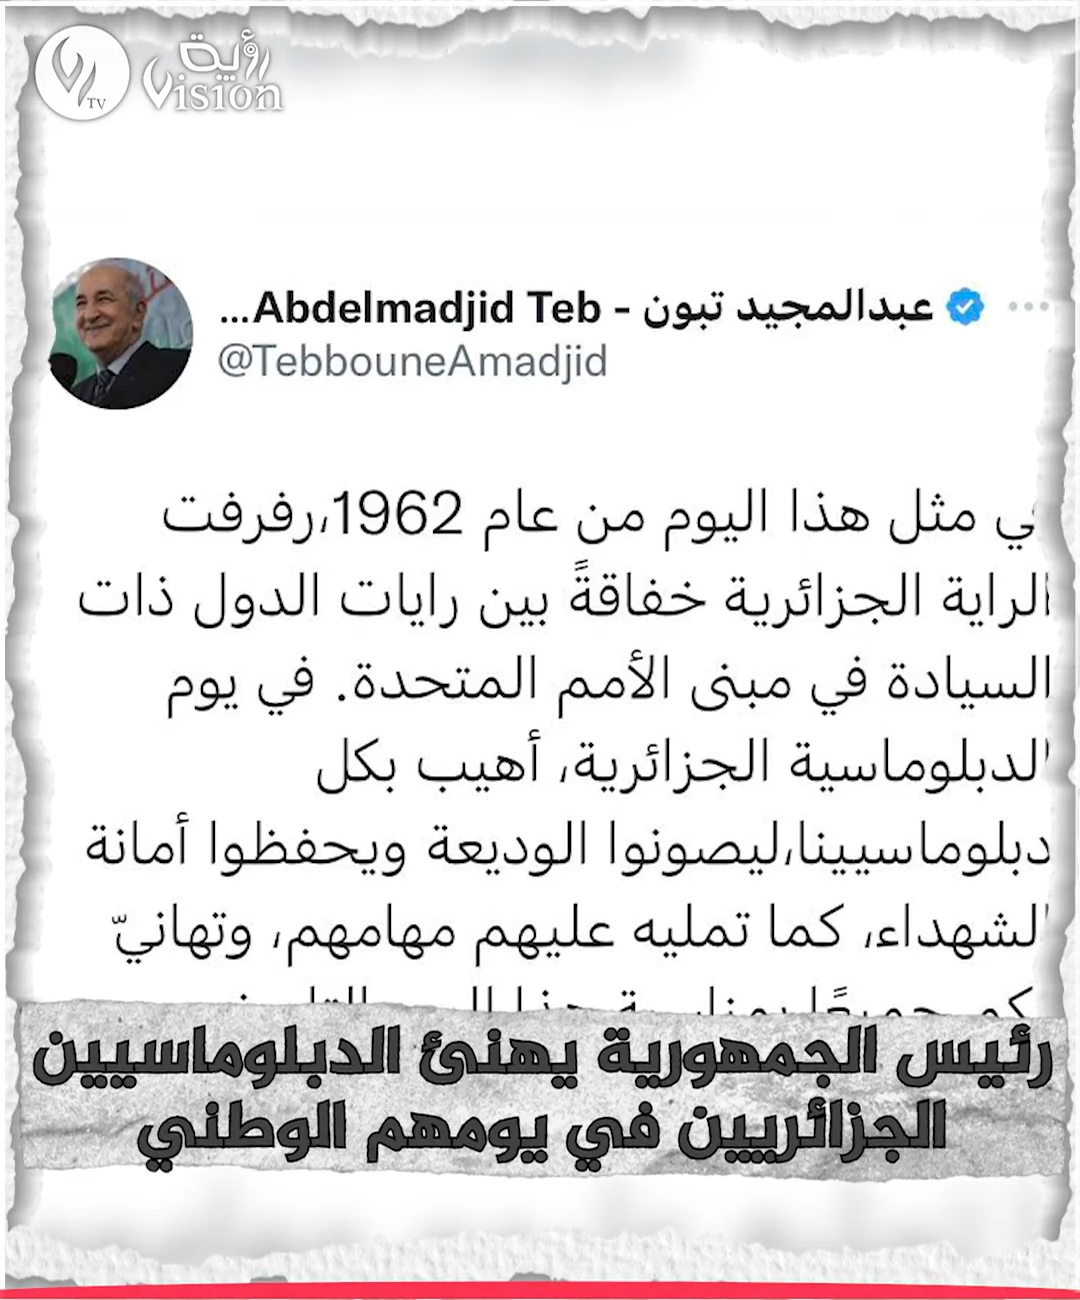 رؤية
Vision
TV
عبدالمجيد تبون - Abdelmadjid Teb...
@TebbouneAmadjid
في مثل هذا اليوم من عام 1962،رفرفت
الراية الجزائرية خفاقةً بين رايات الدول ذات
السيادة في مبنى الأمم المتحدة. في يوم
الدبلوماسية الجزائرية، أهيب بكل
دبلوماسيينا،ليصونوا الوديعة ويحفظوا أمانة
الشهداء، كما تمليه عليهم مهامهم، وتهانيّ
رئيس الجمهورية يهنئ الدبلوماسيين
الجزائريين في يومهم الوطني